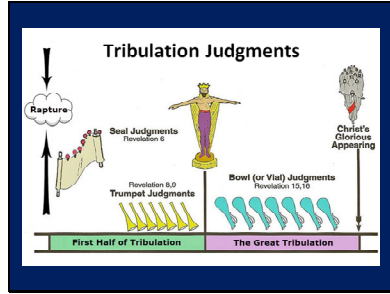 Tribulation Judgments
Rapture
Seal Judgments
Revelation 6
Christ's
Glorious
Appearing
Revelation 8,9
Trumpet Judgments
Bowl (or Vial) Judgments
Revelation 15,16
First Half of Tribulation
The Great Tribulation